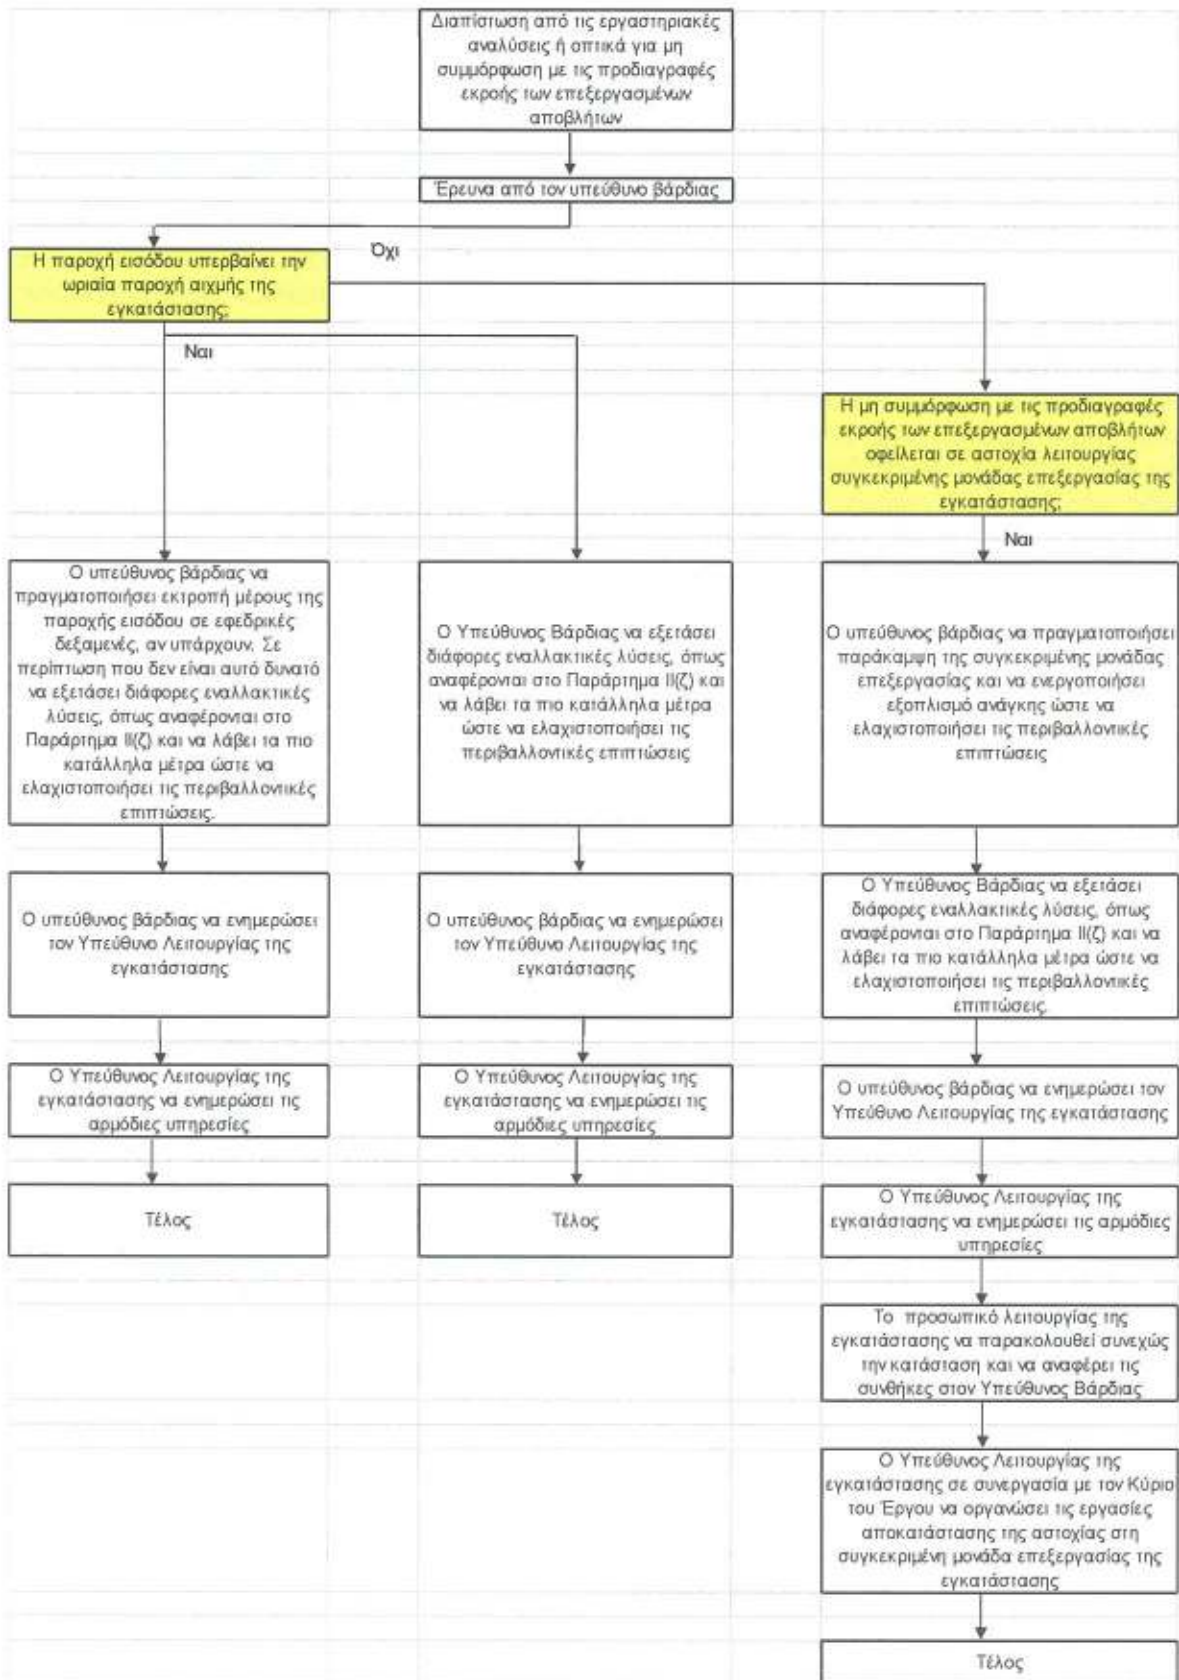 Διαπίστωση από τις εργαστηριακές
αναλύσεις ή οπτικά για μη
συμμόρφωση με τις προδιαγραφές
εκροής των επεξεργασμένων
αποβλήτων
Έρευνα από τον υπεύθυνο βάρδιας
Όχι
Η παροχή εισόδου υπερβαίνει την
ωριαία παροχή αιχμής της
εγκατάστασης;
Ναι
Η μη συμμόρφωση με τις προδιαγραφές
εκροής των επεξεργασμένων αποβλήτων
οφείλεται σε αστοχία λειτουργίας
συγκεκριμένης μονάδας επεξεργασίας της
εγκατάστασης;
Ναι
Ο υπεύθυνος βάρδιας να
πραγματοποιήσει εκτροπή μέρους της
παροχής εισόδου σε εφεδρικές
δεξαμενές, αν υπάρχουν. Σε
περίπτωση που δεν είναι αυτό δυνατό
να εξετάσει διάφορες εναλλακτικές
λύσεις, όπως αναφέρονται στο
Παράρτημα ΙΙ(ζ) και να λάβει τα πιο
κατάλληλα μέτρα ώστε να
ελαχιστοποιήσει τις περιβαλλοντικές
επιπτώσεις.
Ο Υπεύθυνος Βάρδιας να εξετάσει
διάφορες εναλλακτικές λύσεις, όπως
αναφέρονται στο Παράρτημα ΙΙ(ζ) και
να λάβει τα πιο κατάλληλα μέτρα
ώστε να ελαχιστοποιήσει τις
περιβαλλοντικές επιπτώσεις
Ο υπεύθυνος βάρδιας να πραγματοποιήσει
παράκαμψη της συγκεκριμένης μονάδας
επεξεργασίας και να ενεργοποιήσει
εξοπλισμό ανάγκης ώστε να
ελαχιστοποιήσει τις περιβαλλοντικές
επιπτώσεις
Ο υπεύθυνος βάρδιας να ενημερώσει
τον Υπεύθυνο Λειτουργίας της
εγκατάστασης
Ο υπεύθυνος βάρδιας να ενημερώσει
τον Υπεύθυνο Λειτουργίας της
εγκατάστασης
Ο Υπεύθυνος Βάρδιας να εξετάσει
διάφορες εναλλακτικές λύσεις, όπως
αναφέρονται στο Παράρτημα ΙΙ(ζ) και να
λάβει τα πιο κατάλληλα μέτρα ώστε να
ελαχιστοποιήσει τις περιβαλλοντικές
επιπτώσεις.
Ο Υπεύθυνος Λειτουργίας της
εγκατάστασης να ενημερώσει τις
αρμόδιες υπηρεσίες
Ο Υπεύθυνος Λειτουργίας της
εγκατάστασης να ενημερώσει τις
αρμόδιες υπηρεσίες
Ο υπεύθυνος βάρδιας να ενημερώσει τον
Υπεύθυνο Λειτουργίας της εγκατάστασης
Τέλος
Τέλος
Ο Υπεύθυνος Λειτουργίας της
εγκατάστασης να ενημερώσει τις αρμόδιες
υπηρεσίες
Το προσωπικό λειτουργίας της
εγκατάστασης να παρακολουθεί συνεχώς
την κατάσταση και να αναφέρει τις
συνθήκες στον Υπεύθυνος Βάρδιας
Ο Υπεύθυνος Λειτουργίας της
εγκατάστασης σε συνεργασία με τον Κύριο
του Έργου να οργανώσει τις εργασίες
αποκατάστασης της αστοχίας στη
συγκεκριμένη μονάδα επεξεργασίας της
εγκατάστασης
Τέλος